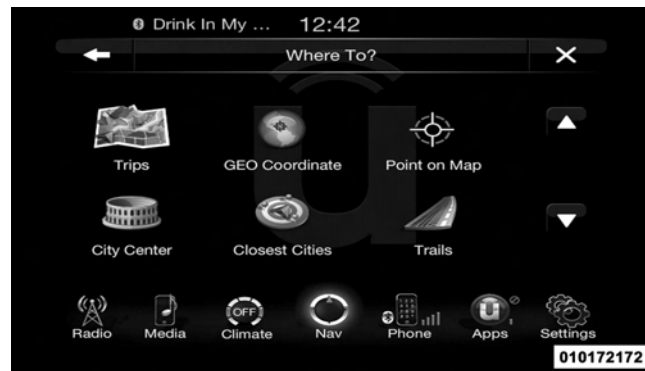 Drink In My ... 12:42
Where To?
Trips GEO Coordinate Point on Map
City Center Closest Cities Trails
OFF
Radio Media Climate Nav Phone Apps Settings
010172172